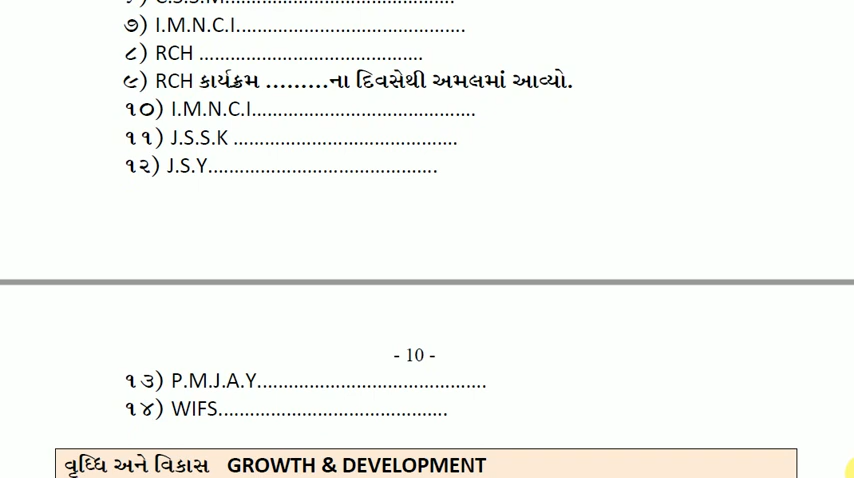 ૭) I.M.N.C.I..........................................
૮) RCH .........................................
૯) RCH કાર્યક્રમ .........ના દિવસેથી અમલમાં આવ્યો.
૧૦) I.M.N.C.I.........................................
૧૧) J.S.S.K .........................................
૧૨) J.S.Y..........................................
- 10 -
૧૩) P.M.J.A.Y..........................................
૧૪) WIFS..........................................
વૃધ્ધિ અને વિકાસ GROWTH & DEVELOPMENT